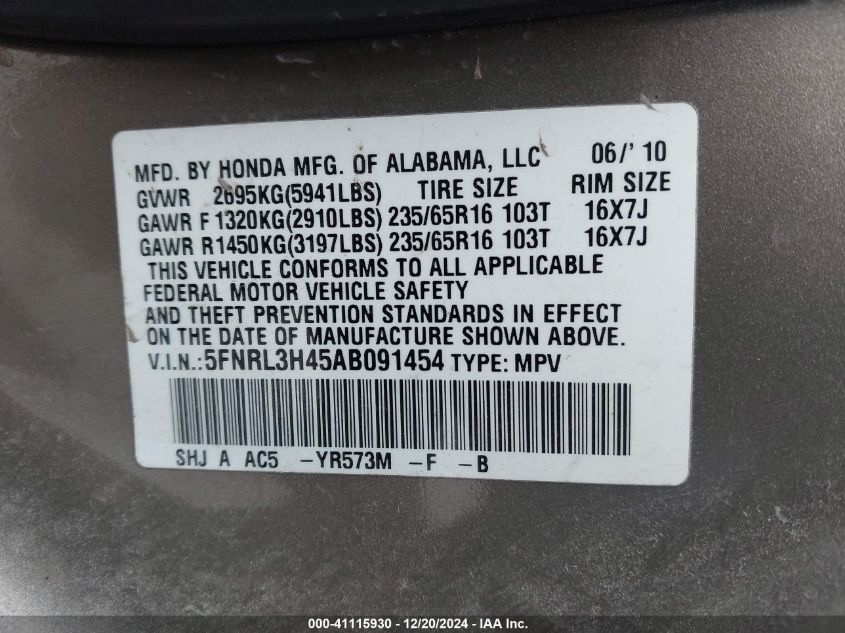 MFD. BY HONDA MFG. OF ALABAMA, LLC 06/' 10
GVWR 2695KG(5941LBS) TIRE SIZE RIM SIZE
GAWR F 1320KG(2910LBS) 235/65R16 103T 16X7J
GAWR R1450KG(3197LBS) 235/65R16 103T 16X7J
THIS VEHICLE CONFORMS TO ALL APPLICABLE
FEDERAL MOTOR VEHICLE SAFETY
AND THEFT PREVENTION STANDARDS IN EFFECT
ON THE DATE OF MANUFACTURE SHOWN ABOVE.
V.I.N.:5FNRL3H45AB091454 TYPE: MPV
SHJ A AC5 -YR573M -F -B
000-41115930 - 12/20/2024 - IAA Inc.